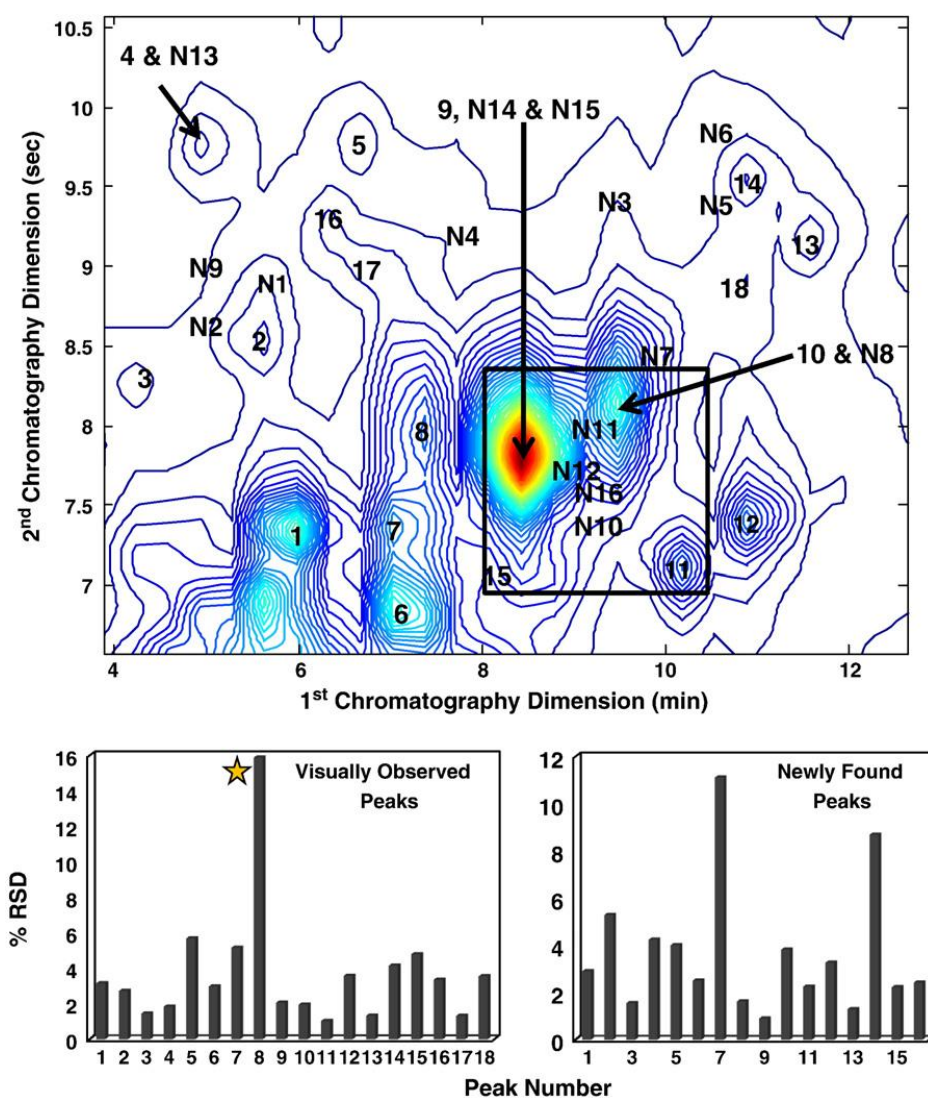 10.5
4 & N13
10
9, N14 & N15
5
N6
9.5
14
N5
16
N3
N4
13
9
N9
17
N1
18
N2
8.5
2
N7
10 & N8
3
8
8
N11
N12
N16
7.5
1
7
N10
12
7
15
11
6
2nd Chromatography Dimension (sec)
4 6 8 10 12
1st Chromatography Dimension (min)
16
14
12
10
8
6
4
2
0
% RSD
Visually Observed
Peaks
1 2 3 4 5 6 7 8 9 10 11 12 13 14 15 16 17 18
12
10
8
6
4
2
0
Newly Found
Peaks
1 3 5 7 9 11 13 15
Peak Number